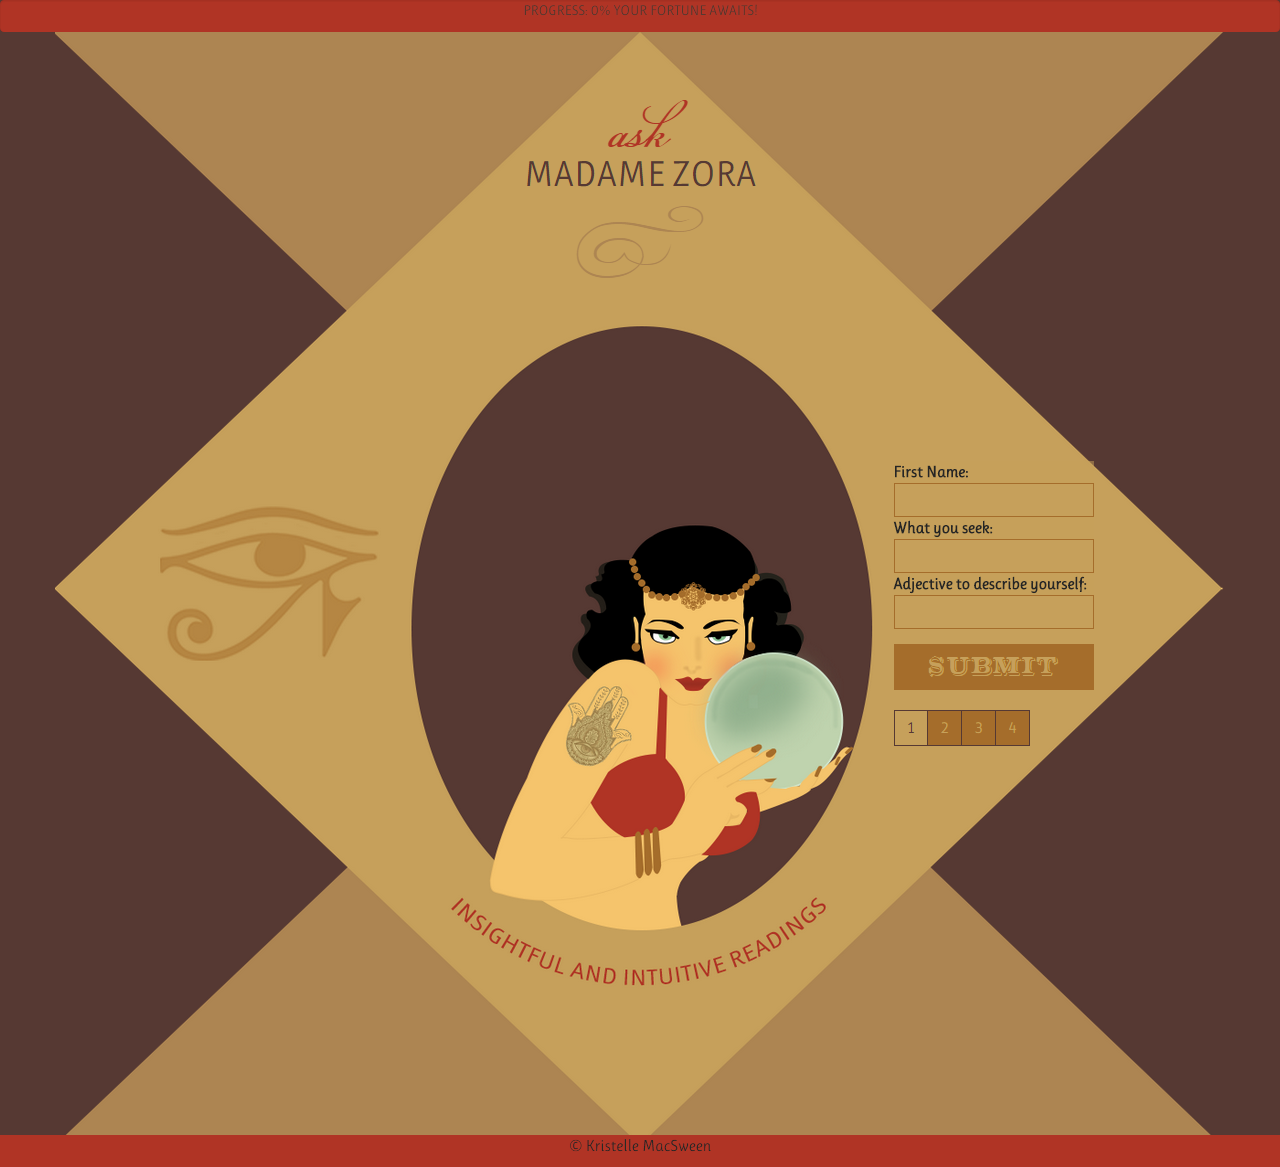 PROGRESS: 0% YOUR FORTUNE AWAITS!
ask
MADAME ZORA
First Name:
What you seek:
Adjective to describe yourself:
SUBMIT
1 2 3 4
INSIGHTFUL AND INTUITIVE READINGS
© Kristelle MacSween